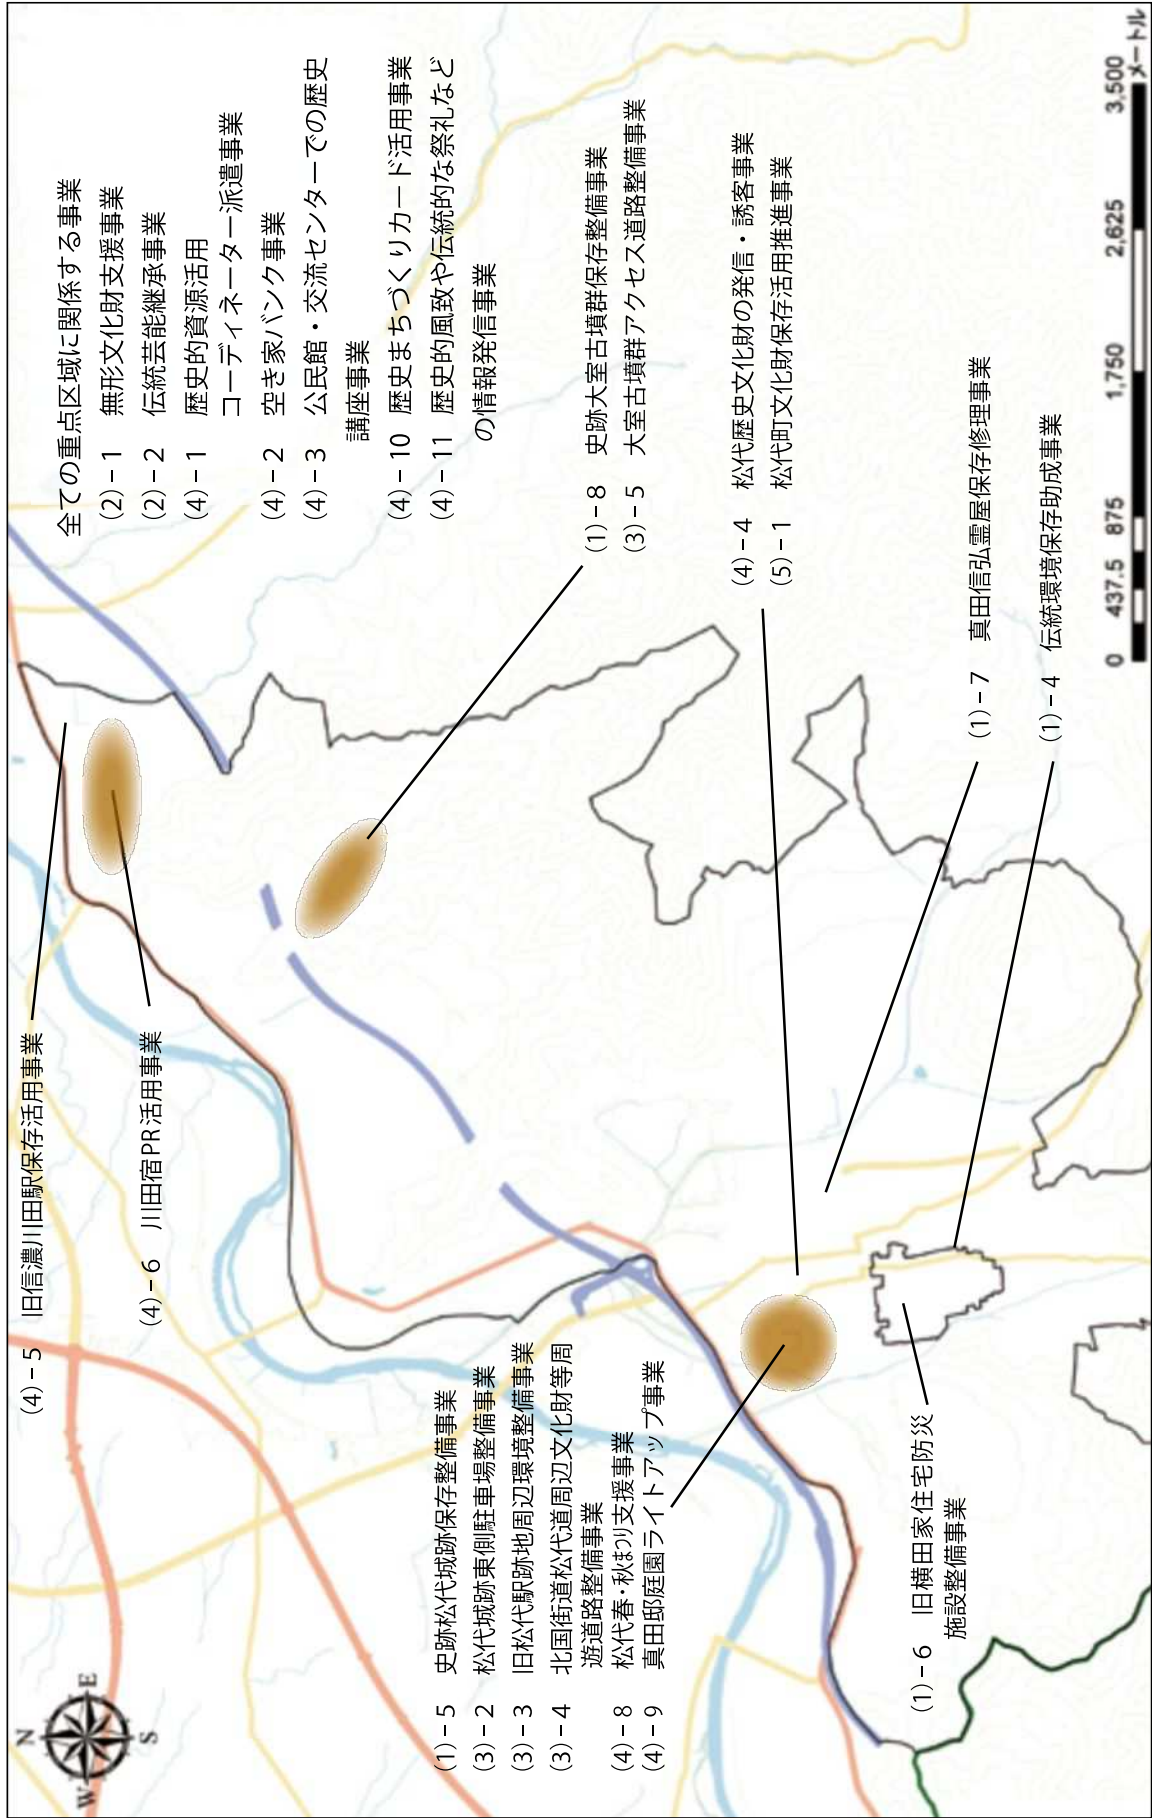 (4)-5 旧信濃川田駅保存活用事業
(4)-6 川田宿PR活用事業
全ての重点区域に関係する事業
(2)-1 無形文化財支援事業
(2)-2 伝統芸能継承事業
(4)-1 歴史的資源活用
コーディネーター派遣事業
(4)-2 空き家バンク事業
(4)-3 公民館・交流センターでの歴史
講座事業
(4)-10 歴史まちづくりカード活用事業
(4)-11 歴史的風致や伝統的な祭礼など
の情報発信事業
(1)-8 史跡大室古墳群保存整備事業
(3)-5 大室古墳群アクセス道路整備事業
(4)-4 松代歴史文化財の発信・誘客事業
(5)-1 松代町文化財保存活用推進事業
(1)-7 真田信弘霊屋保存修理事業
(1)-4 伝統環境保存助成事業
(1)-5 史跡松代城跡保存整備事業
(3)-2 松代城跡東側駐車場整備事業
(3)-3 旧松代駅跡地周辺環境整備事業
(3)-4 北国街道松代道周辺文化財等周
遊道路整備事業
(4)-8 松代春・秋まつり支援事業
(4)-9 真田邸庭園ライトアップ事業
(1)-6 旧横田家住宅防災
施設整備事業
N
W E
S
0 437.5 875 1,750 2,625 3,500
メートル